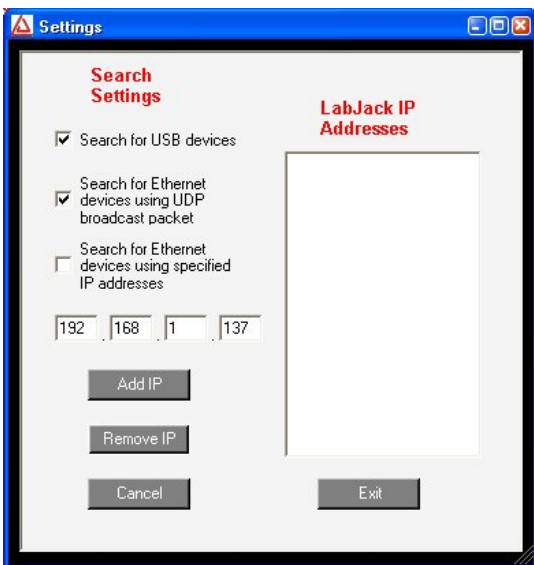 Settings
Search
Settings
Search for USB devices
Search for Ethernet
devices using UDP
broadcast packet
Search for Ethernet
devices using specified
IP addresses
192 . 168 . 1 . 137
Add IP
Remove IP
Cancel
LabJack IP
Addresses
Exit